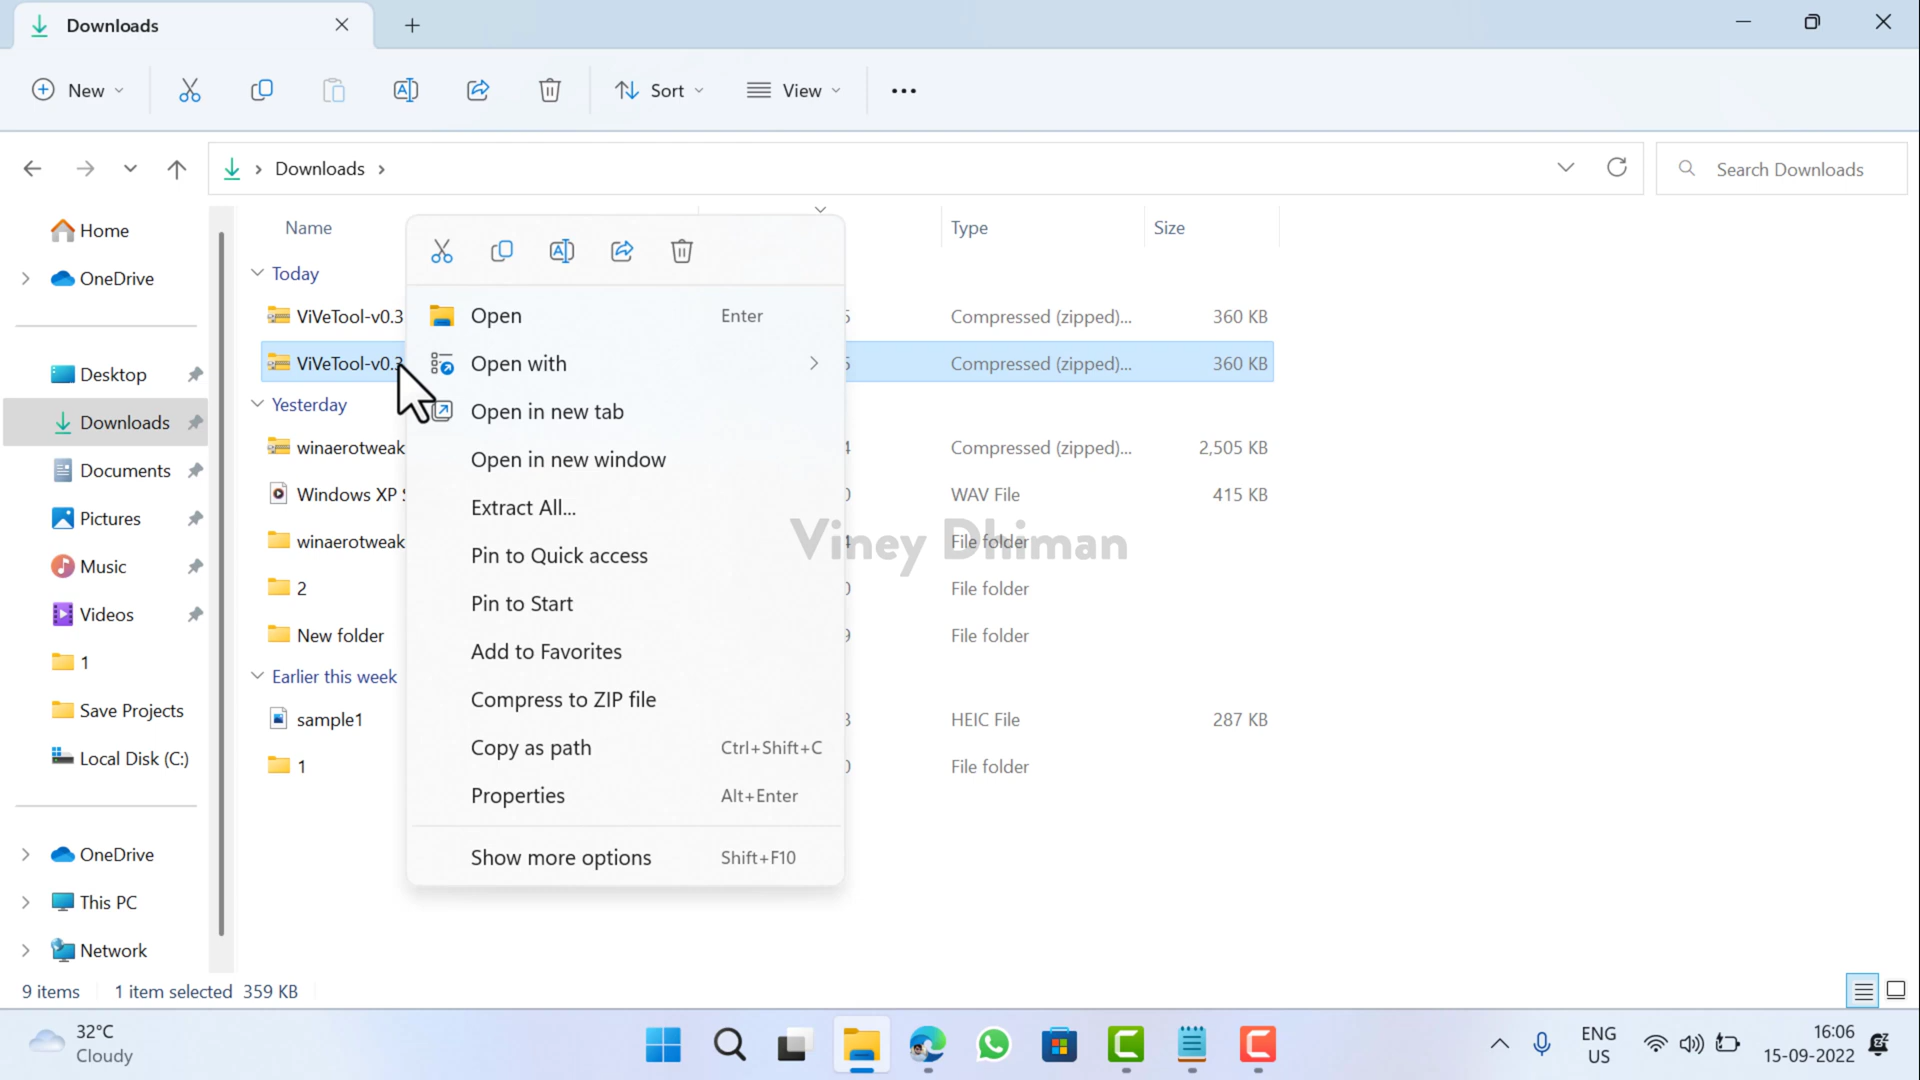 Downloads
New
Sort
View
Downloads
Search Downloads
Home
OneDrive
Desktop
Downloads
Documents
Pictures
Music
Videos
1
Save Projects
Local Disk (C:)
OneDrive
This PC
Network
Name
Type
Size
Today
ViVeTool-v0.3
Compressed (zipped)...
360 KB
ViVeTool-v0.3
Compressed (zipped)...
360 KB
Yesterday
winaerotweak
Compressed (zipped)...
2,505 KB
Windows XP
WAV File
415 KB
winaerotweak
File folder
2
File folder
New folder
File folder
Earlier this week
sample1
HEIC File
287 KB
1
File folder
Open Enter
Open with
Open in new tab
Open in new window
Extract All...
Pin to Quick access
Pin to Start
Add to Favorites
Compress to ZIP file
Copy as path Ctrl+Shift+C
Properties Alt+Enter
Show more options Shift+F10
Viney Dhiman
9 items 1 item selected 359 KB
32°C
Cloudy
ENG
US
16:06
15-09-2022